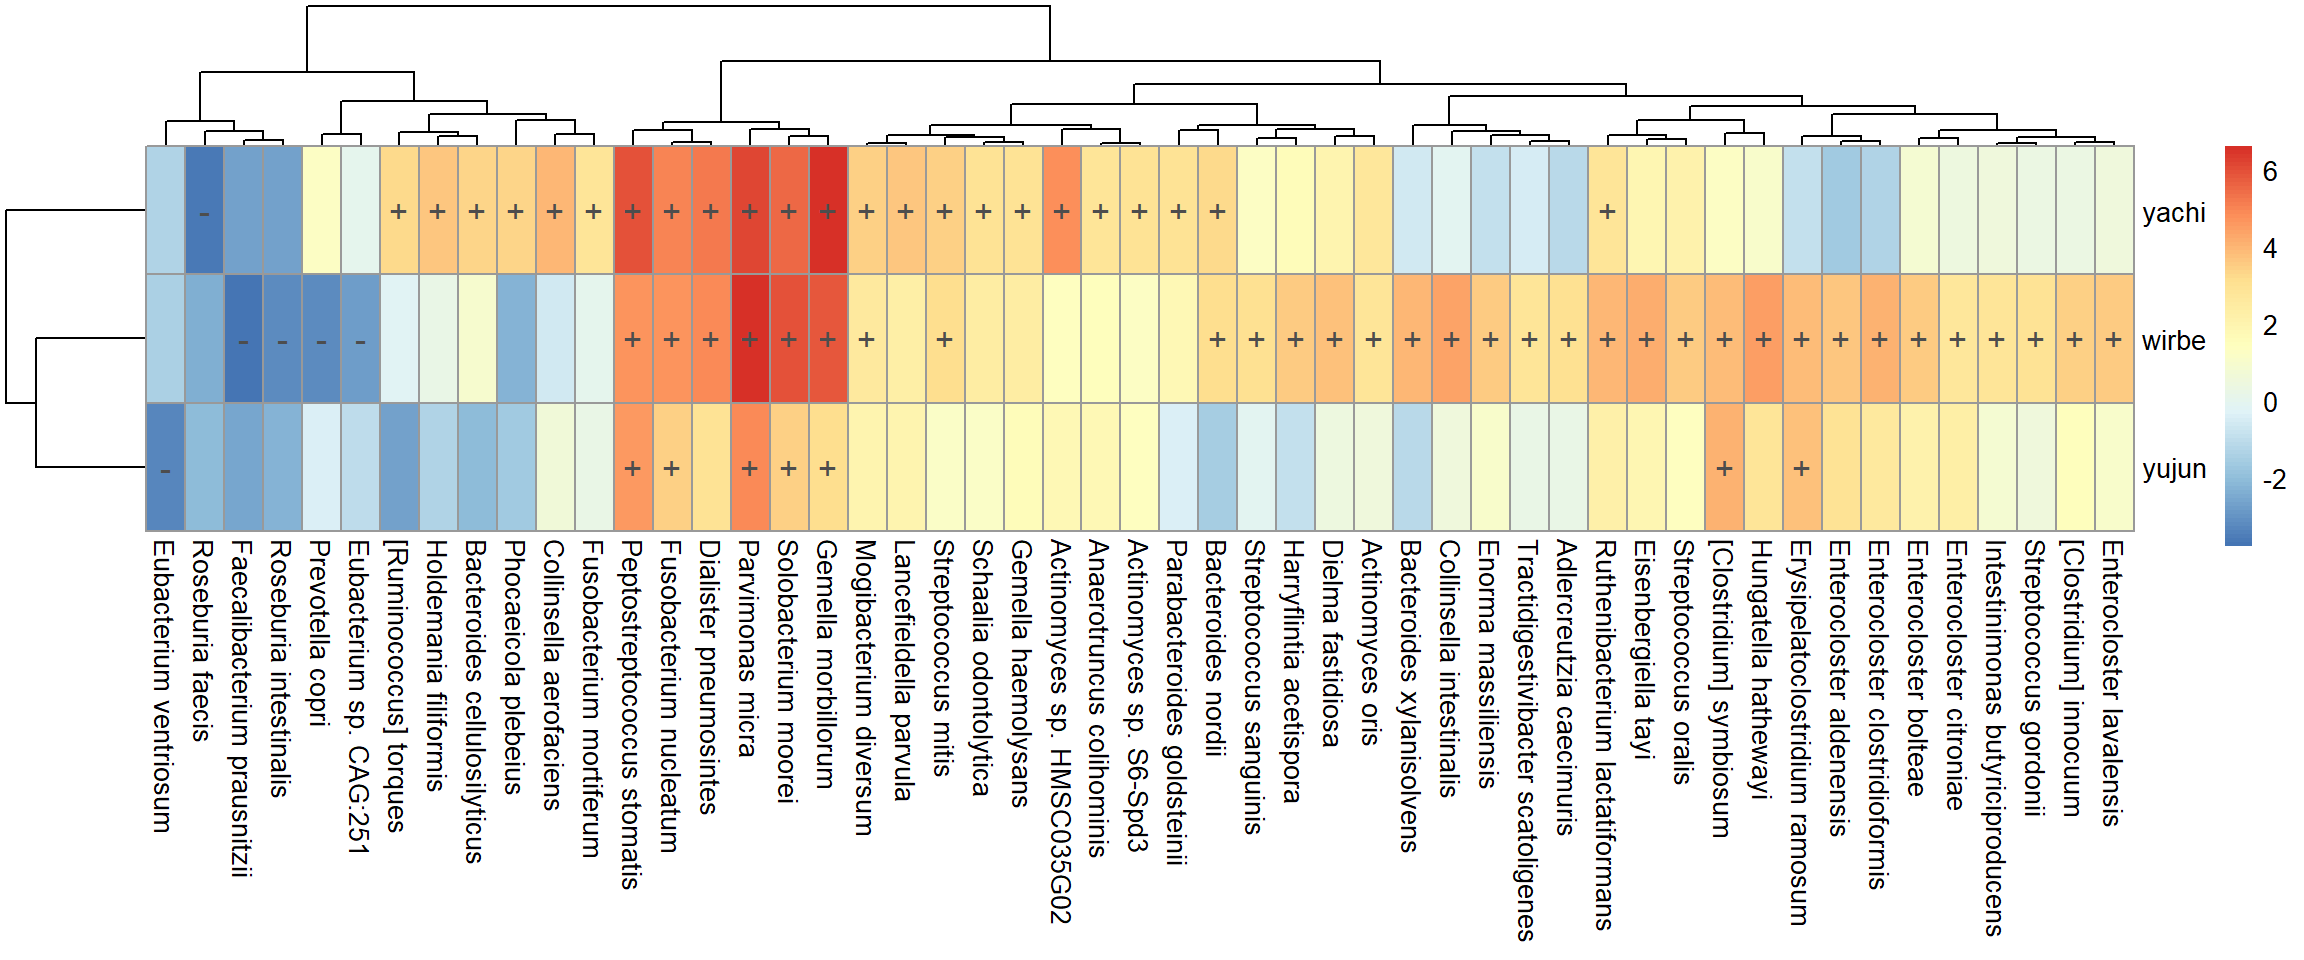 - + + + + + + + + + + + + + + + + + + + + + + + +
- - - - + + + + + + + + + + + + + + + + + + + + + + + + + + + + + + + +
- + + + + + + +
yachi
wirbe
yujun
6
4
2
0
-2
Eubacterium ventriosum
Roseburia faecis
Faecalibacterium prausnitzii
Roseburia intestinalis
Prevotella copri
Eubacterium sp. CAG:251
[Ruminococcus] torques
Holdemania filiformis
Bacteroides cellulosilyticus
Phocaeicola plebeius
Collinsella aerofaciens
Fusobacterium mortiferum
Peptostreptococcus stomatis
Fusobacterium nucleatum
Dialister pneumosintes
Parvimonas micra
Solobacterium moorei
Gemella morbillorum
Mogibacterium diversum
Lancefieldella parvula
Streptococcus mitis
Schaalia odontolytica
Gemella haemolysans
Actinomyces sp. HMSC035G02
Anaerotruncus colihominis
Actinomyces sp. S6-Spd3
Parabacteroides goldsteinii
Bacteroides nordii
Streptococcus sanguinis
Harryflintia acetispora
Dielma fastidiosa
Actinomyces oris
Bacteroides xylanisolvens
Collinsella intestinalis
Enorma massiliensis
Tractidigestivibacter scatoligenes
Adlercreutzia caecimuris
Ruthenibacterium lactatiformans
Eisenbergiella tayi
Streptococcus oralis
[Clostridium] symbiosum
Hungatella hathewayi
Erysipelatoclostridium ramosum
Enterocloster aldenensis
Enterocloster clostridioformis
Enterocloster bolteae
Enterocloster citroniae
Intestinimonas butyriciproducens
Streptococcus gordonii
[Clostridium] innocuum
Enterocloster lavalensis